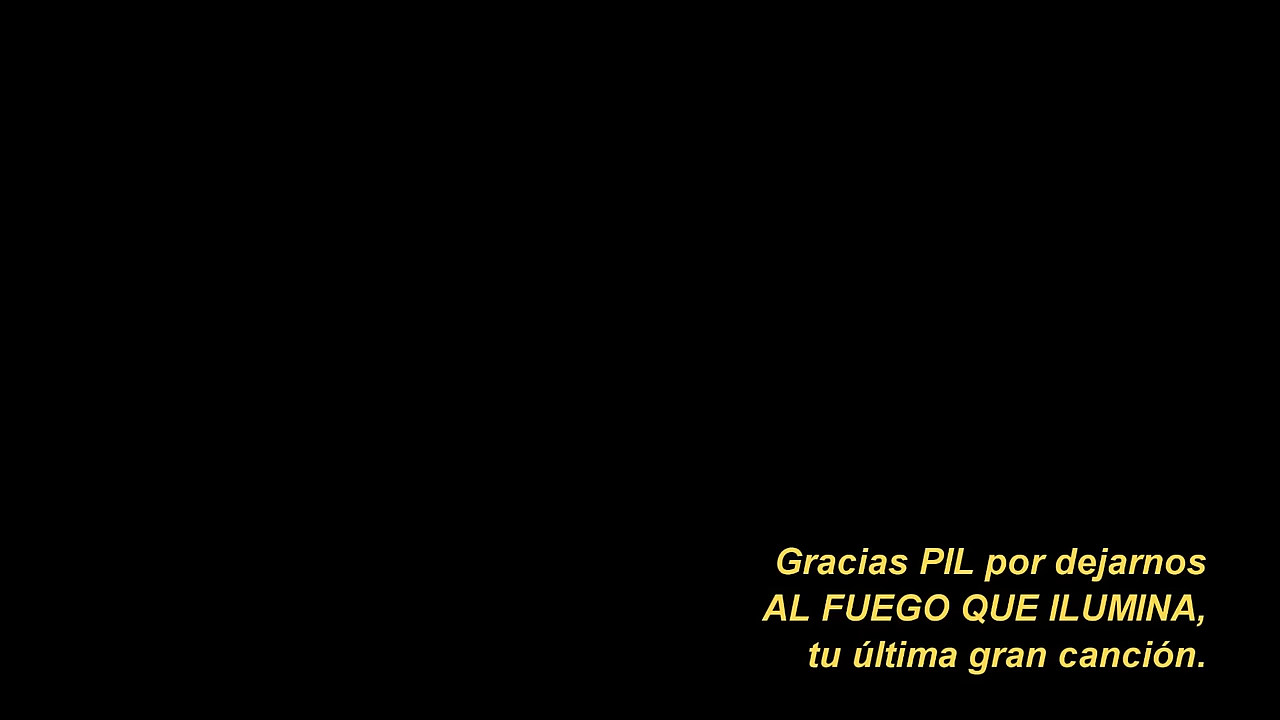 Gracias PIL por dejarnos
AL FUEGO QUE ILUMINA,
tu última gran canción.